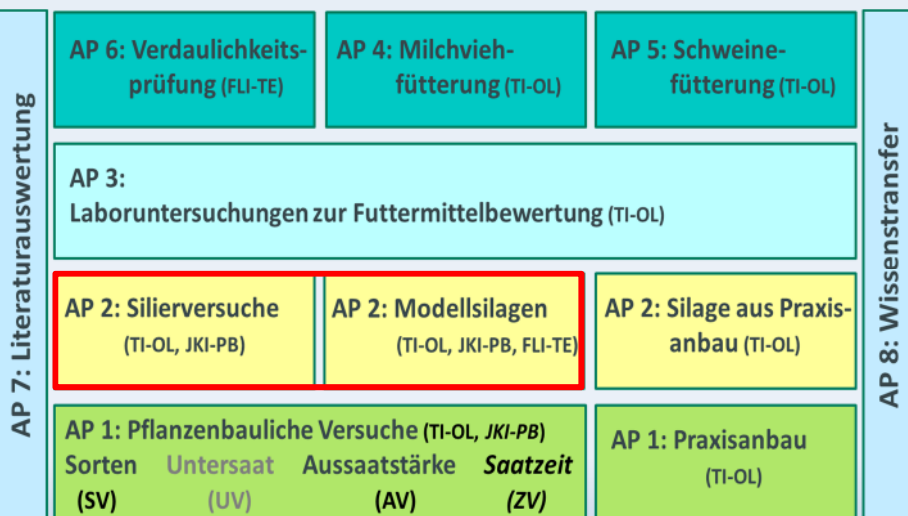 AP 7: Literaturauswertung
AP 6: Verdaulichkeits-
prüfung (FLI-TE)
AP 4: Milchvieh-
fütterung (TI-OL)
AP 5: Schweine-
fütterung (TI-OL)
AP 3:
Laboruntersuchungen zur Futtermittelbewertung (TI-OL)
AP 2: Silierversuche
(TI-OL, JKI-PB)
AP 2: Modellsilagen
(TI-OL, JKI-PB, FLI-TE)
AP 2: Silage aus Praxis-
anbau (TI-OL)
AP 1: Pflanzenbauliche Versuche (TI-OL, JKI-PB)
Sorten Untersaat Aussaatstärke Saatzeit
(SV) (UV) (AV) (ZV)
AP 1: Praxisanbau
(TI-OL)
AP 8: Wissenstransfer